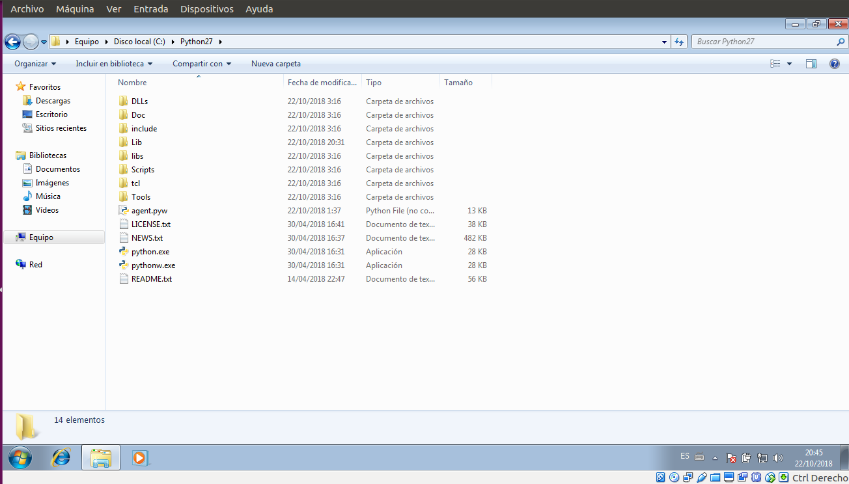 Archivo Máquina Ver Entrada Dispositivos Ayuda
Equipo Disco local (C:) Python27 Buscar Python27
Organizar Incluir en biblioteca Compartir con Nueva carpeta
Favoritos
Descargas
Escritorio
Sitios recientes
Bibliotecas
Documentos
Imágenes
Música
Vídeos
Equipo
Red
Nombre Fecha de modifica... Tipo Tamaño
DLLs 22/10/2018 3:16 Carpeta de archivos
Doc 22/10/2018 3:16 Carpeta de archivos
include 22/10/2018 3:16 Carpeta de archivos
Lib 22/10/2018 20:31 Carpeta de archivos
libs 22/10/2018 3:16 Carpeta de archivos
Scripts 22/10/2018 3:16 Carpeta de archivos
tcl 22/10/2018 3:16 Carpeta de archivos
Tools 22/10/2018 3:16 Carpeta de archivos
agent.pyw 22/10/2018 1:37 Python File (no co... 13 KB
LICENSE.txt 30/04/2018 16:41 Documento de tex... 38 KB
NEWS.txt 30/04/2018 16:37 Documento de tex... 482 KB
python.exe 30/04/2018 16:31 Aplicación 28 KB
pythonw.exe 30/04/2018 16:31 Aplicación 28 KB
README.txt 14/04/2018 22:47 Documento de tex... 56 KB
14 elementos
ES 20:45
22/10/2018
Ctrl Derecho